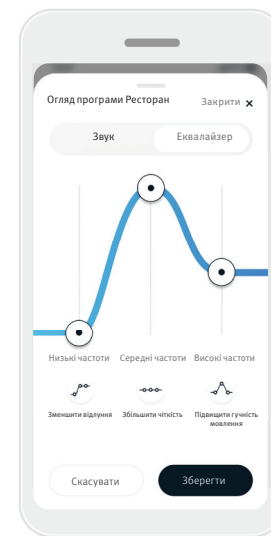 Огляд програми Ресторан Закрити ×
Звук Еквалайзер
Низькі частоти Середні частоти Високі частоти
Зменшити відлуння Збільшити чіткість Підвищити гучність
мовлення
Скасувати Зберегти